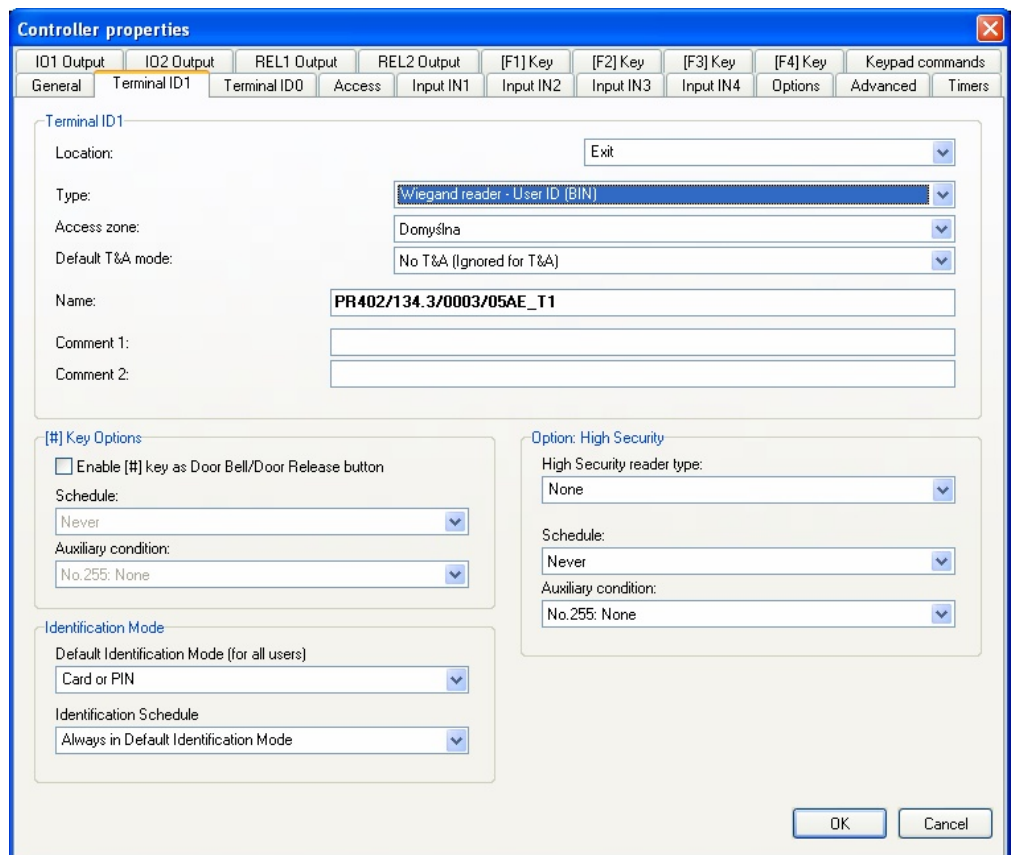 Controller properties
IO1 Output IO2 Output REL1 Output REL2 Output [F1] Key [F2] Key [F3] Key [F4] Key Keypad commands
General Terminal ID1 Terminal ID0 Access Input IN1 Input IN2 Input IN3 Input IN4 Options Advanced Timers
Terminal ID1
Location: Exit
Type: Wiegand reader - User ID (BIN)
Access zone: Domyślna
Default T&A mode: No T&A (Ignored for T&A)
Name: PR402/134.3/0003/05AE_T1
Comment 1:
Comment 2:
[#] Key Options
Enable [#] key as Door Bell/Door Release button
Schedule:
Never
Auxiliary condition:
No.255: None
Option: High Security
High Security reader type:
None
Schedule:
Never
Auxiliary condition:
No.255: None
Identification Mode
Default Identification Mode (for all users)
Card or PIN
Identification Schedule
Always in Default Identification Mode
OK Cancel